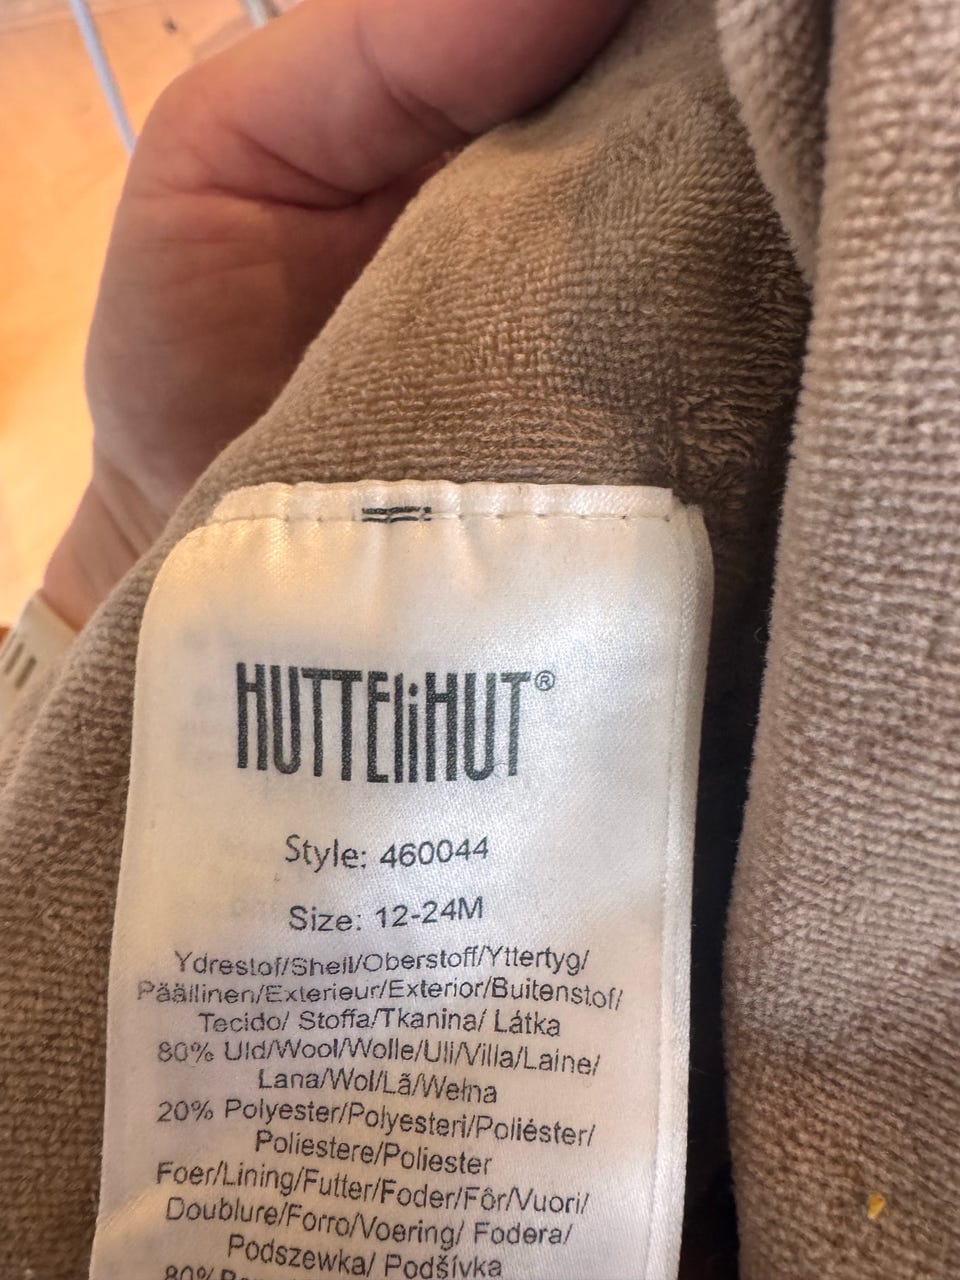 HUTTEliHUT®
Style: 460044
Size: 12-24M
Ydrestof/Shell/Oberstoff/Yttertyg/
Päällinen/Exterieur/Exterior/Buitenstof/
Tecido/ Stoffa/Tkanina/ Látka
80% Uld/Wool/Wolle/Ull/Villa/Laine/
Lana/Wol/Lã/Wełna
20% Polyester/Polyesteri/Poliéster/
Poliestere/Poliester
Foer/Lining/Futter/Foder/Fôr/Vuori/
Doublure/Forro/Voering/ Fodera/
Podszewka/ Podšívka
80%